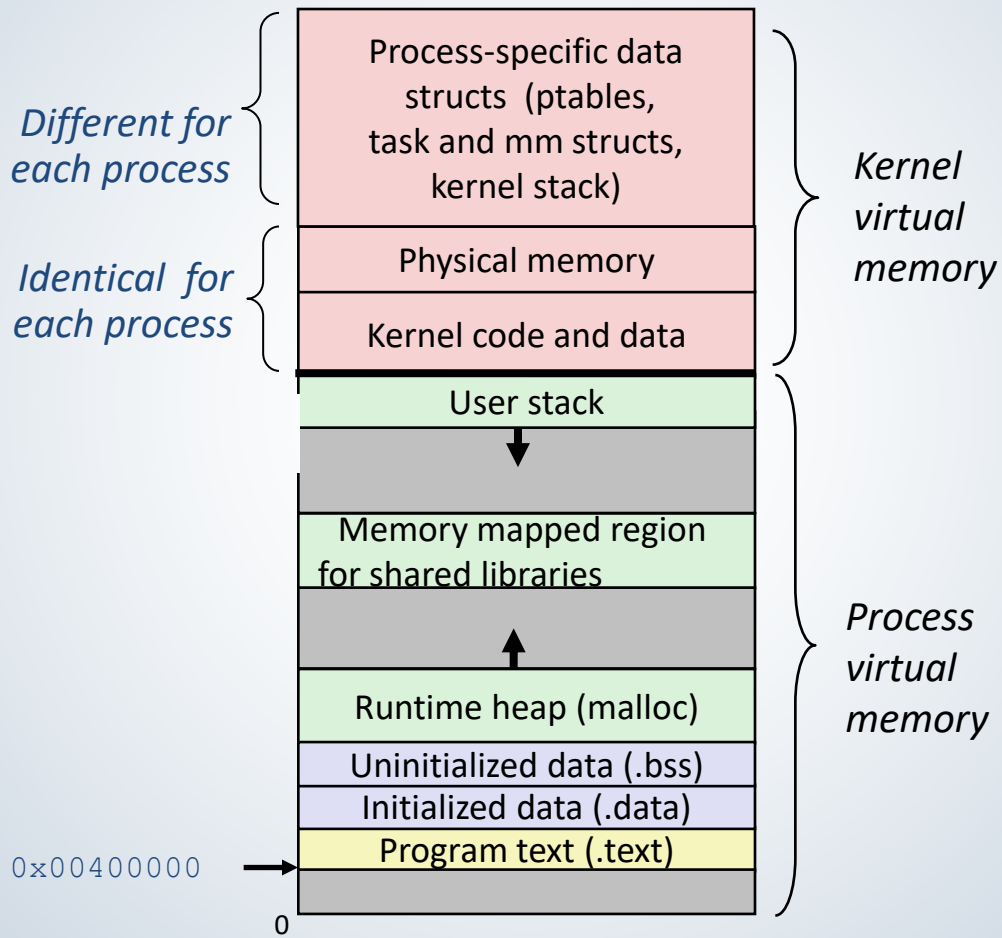 Different for
each process
Identical for
each process
Process-specific data
structs (ptables,
task and mm structs,
kernel stack)
Physical memory
Kernel code and data
Kernel
virtual
memory
User stack
Memory mapped region
for shared libraries
Runtime heap (malloc)
Uninitialized data (.bss)
Initialized data (.data)
Program text (.text)
Process
virtual
memory
0x00400000
0